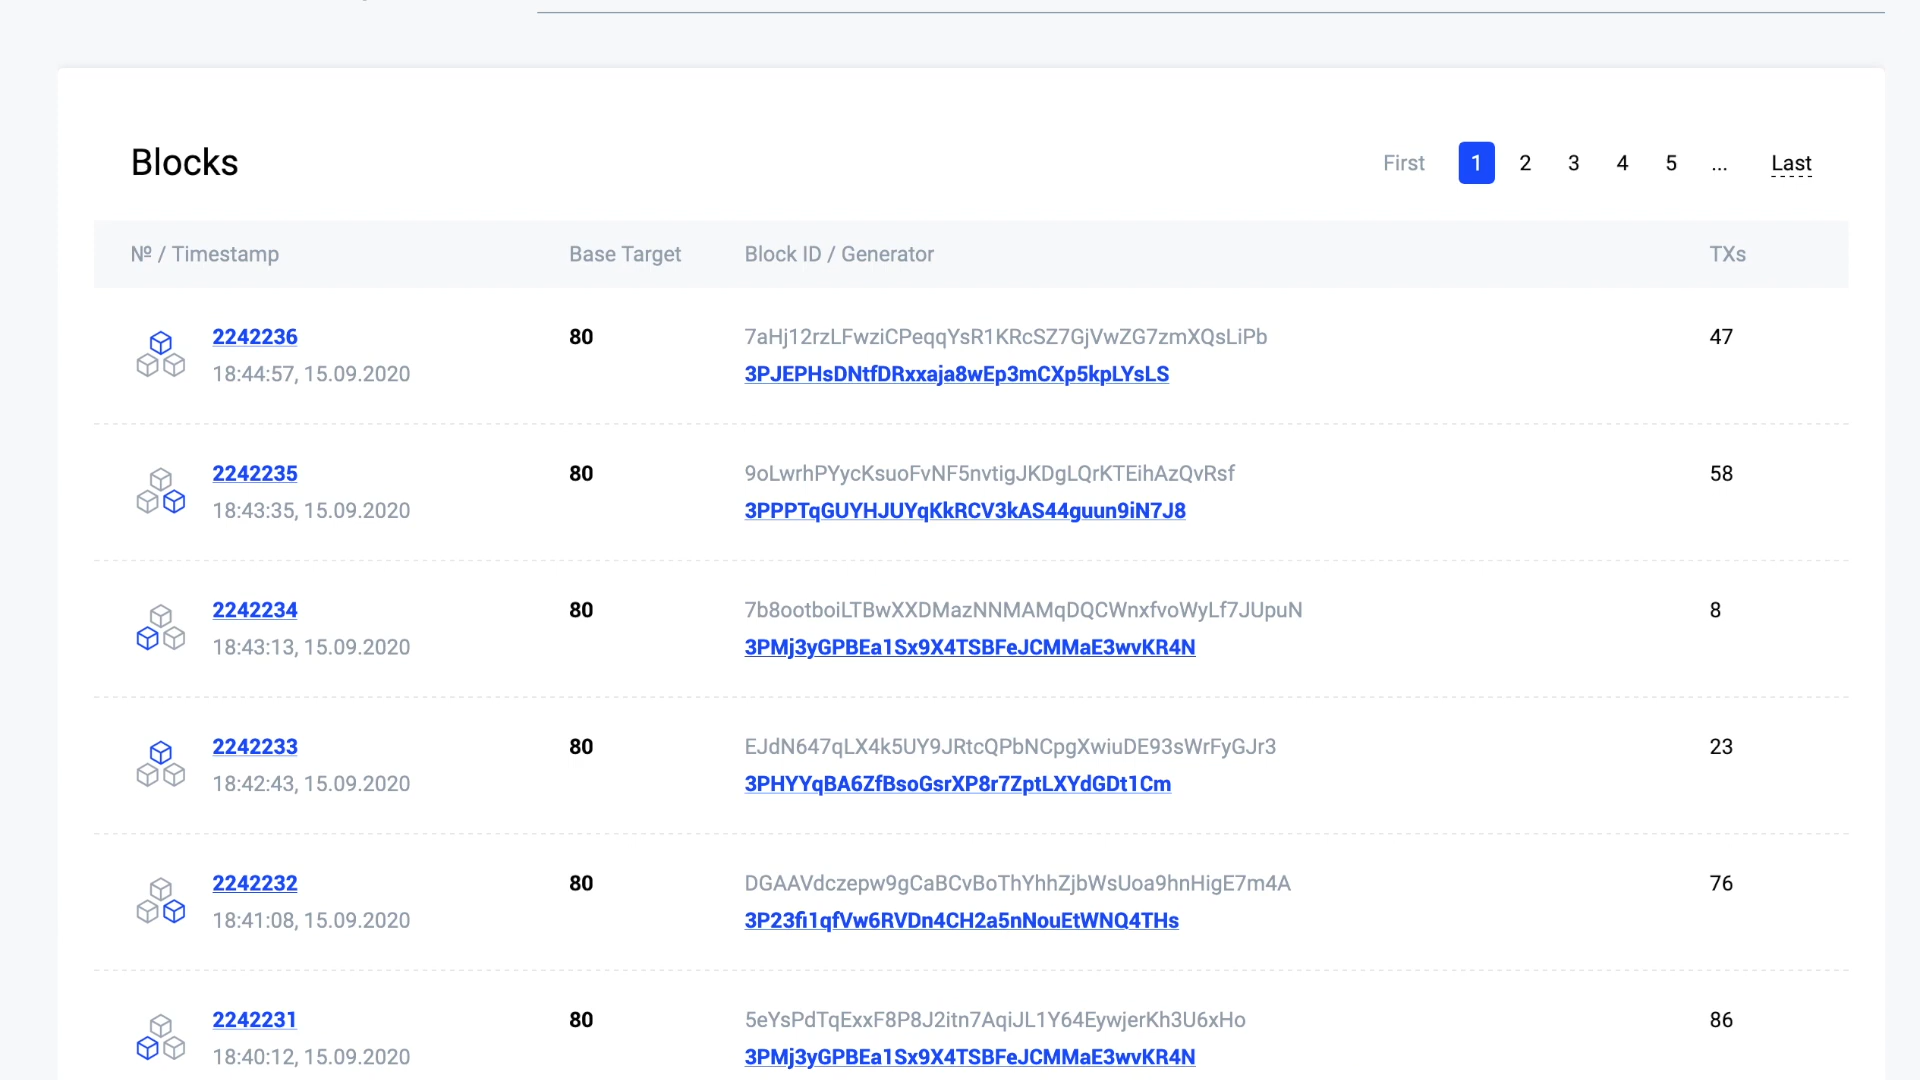 Blocks
First 1 2 3 4 5 ... Last
№ / Timestamp Base Target Block ID / Generator TXs
2242236 80 7aHj12rzLFwziCPeqqYsR1KRcSZ7GjVwZG7zmXQsLiPb 47
18:44:57, 15.09.2020 3PJEPHsDNtfDRxxaja8wEp3mCXp5kpLYsLS
2242235 80 9oLwrhPYycKsuoFvNF5nvtigJKDgLQrKTEihAzQvRsf 58
18:43:35, 15.09.2020 3PPPTqGUYHJUYqKkRCV3kAS44guun9iN7J8
2242234 80 7b8ootboiLTBwXXDMazNNMAMqDQCWnxfvoWyLf7JUpuN 8
18:43:13, 15.09.2020 3PMj3yGPBEa1Sx9X4TSBFeJCMMaE3wvKR4N
2242233 80 EJdN647qLX4k5UY9JRtcQPbNCpgXwiuDE93sWrFyGJr3 23
18:42:43, 15.09.2020 3PHYYqBA6ZfBsoGsrXP8r7ZptLXYdGDt1Cm
2242232 80 DGAAVdczepw9gCaBCvBoThYhhZjbWsUoa9hnHigE7m4A 76
18:41:08, 15.09.2020 3P23fi1qfVw6RVDn4CH2a5nNouEtWNQ4THs
2242231 80 5eYsPdTqExxF8P8J2itn7AqiJL1Y64EywjerKh3U6xHo 86
18:40:12, 15.09.2020 3PMj3yGPBEa1Sx9X4TSBFeJCMMaE3wvKR4N